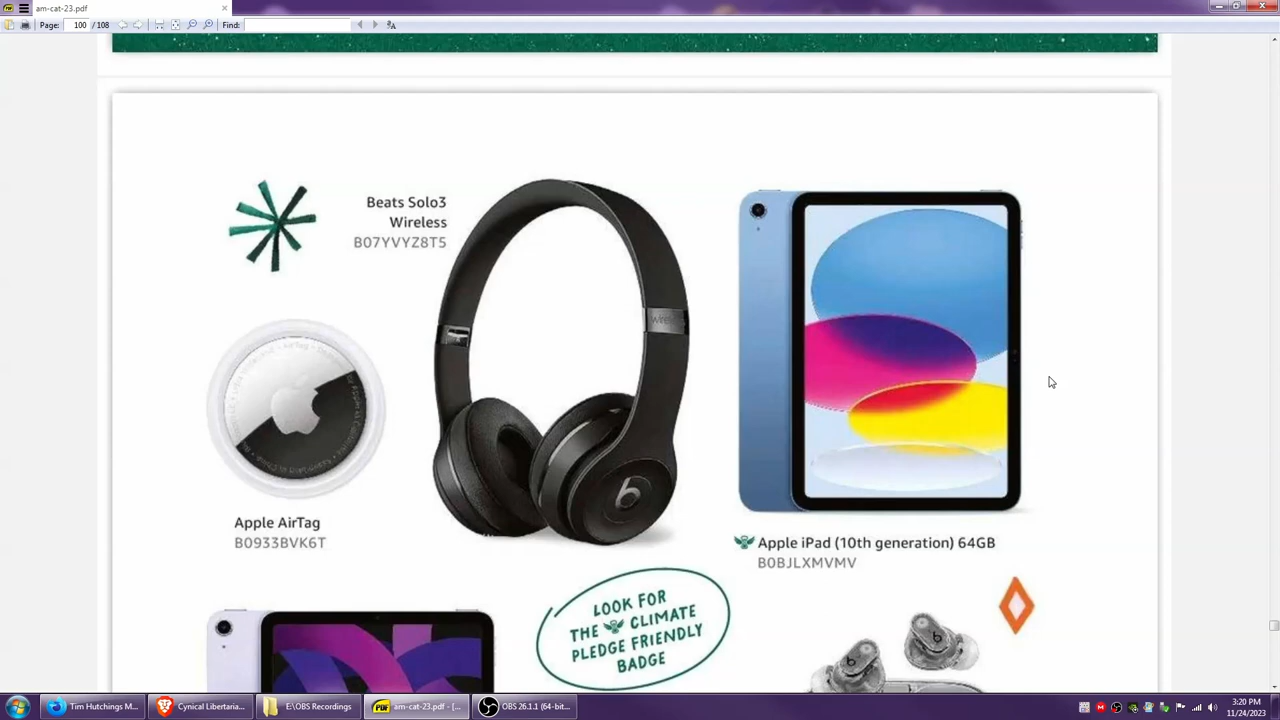 am-cat-23.pdf
Page: 100 / 108
Find:
Beats Solo3
Wireless
B07YVYZ8T5
Apple AirTag
B0933BVK6T
Apple iPad (10th generation) 64GB
B0BJLXMVMV
LOOK FOR
THE CLIMATE
PLEDGE FRIENDLY
BADGE
Tim Hutchings M...
Cynical Libertaria...
E:\OBS Recordings
am-cat-23.pdf - [...
OBS 26.1.1 (64-bit...
3:20 PM
11/24/2023